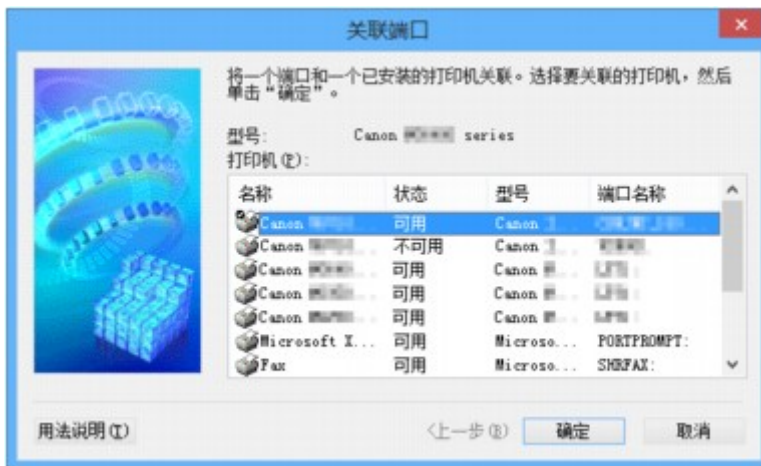 关联端口
将一个端口和一个已安装的打印机关联。选择要关联的打印机，然后
单击“确定”。
型号: Canon series
打印机(P):
名称 状态 型号 端口名称
Canon 可用 Canon
Canon 不可用 Canon
Canon 可用 Canon
Canon 可用 Canon
Canon 可用 Canon
Microsoft X... 可用 Microso... PORTPROMPT:
Fax 可用 Microso... SHRFAX:
用法说明(I) <上一步(B) 确定 取消